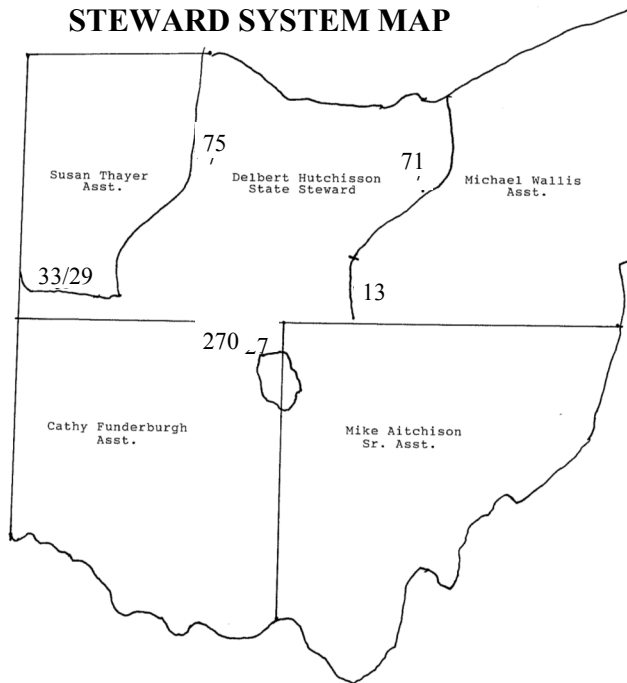 STEWARD SYSTEM MAP
75
71
Susan Thayer
Asst.
Delbert Hutchisson
State Steward
Michael Wallis
Asst.
33/29
13
270
Cathy Funderburgh
Asst.
Mike Aitchison
Sr. Asst.